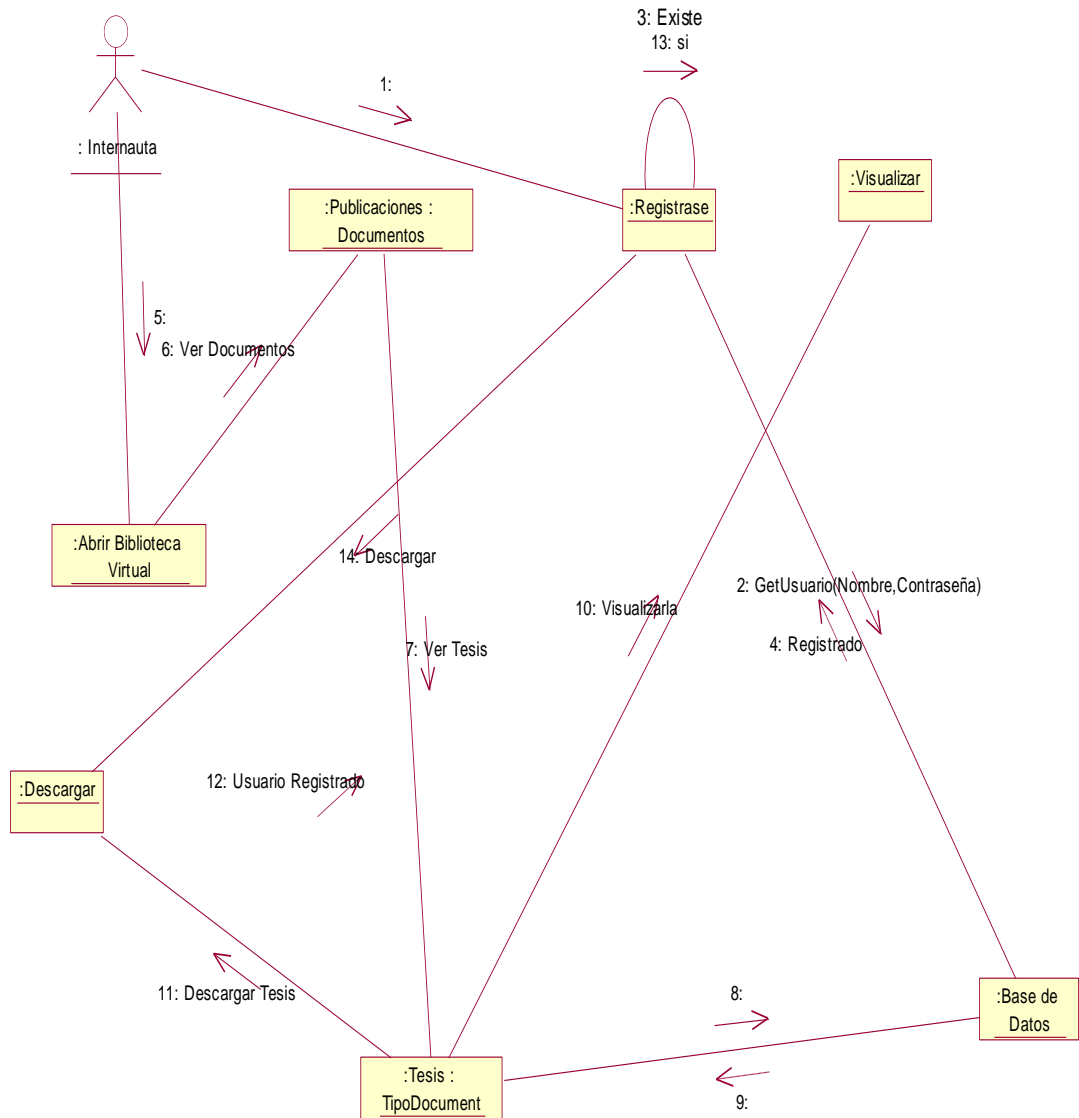 3: Existe
13: si
1:
: Internauta
:Publicaciones :
Documentos
:Registrase
:Visualizar
5:
6: Ver Documentos
:Abrir Biblioteca
Virtual
14: Descargar
10: Visualizarla
2: GetUsuario(Nombre,Contraseña)
4: Registrado
7: Ver Tesis
:Descargar
12: Usuario Registrado
11: Descargar Tesis
8:
:Base de
Datos
:Tesis :
TipoDocument
9: